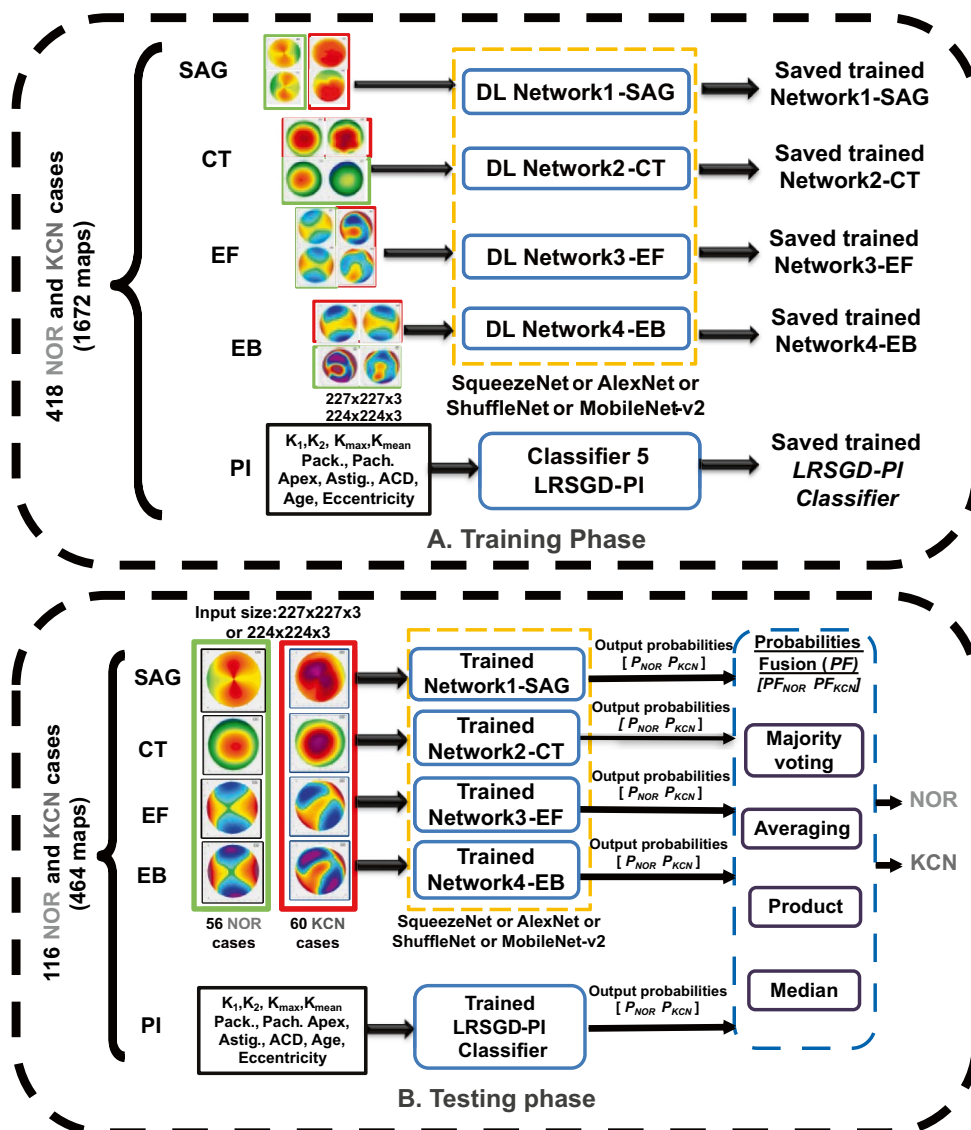 418 NOR and KCN cases
(1672 maps)
SAG
DL Network1-SAG
Saved trained
Network1-SAG
CT
DL Network2-CT
Saved trained
Network2-CT
EF
DL Network3-EF
Saved trained
Network3-EF
EB
DL Network4-EB
Saved trained
Network4-EB
227x227x3
224x224x3
SqueezeNet or AlexNet or
ShuffleNet or MobileNet-v2
PI
K1,K2, Kmax,Kmean
Pack., Pach.
Apex, Astig., ACD,
Age, Eccentricity
Classifier 5
LRSGD-PI
Saved trained
LRSGD-PI
Classifier
A. Training Phase
116 NOR and KCN cases
(464 maps)
Input size:227x227x3
or 224x224x3
SAG
Trained
Network1-SAG
Output probabilities
[ PNOR PKCN ]
CT
Trained
Network2-CT
Output probabilities
[ PNOR PKCN ]
EF
Trained
Network3-EF
Output probabilities
[ PNOR PKCN ]
EB
Trained
Network4-EB
Output probabilities
[ PNOR PKCN ]
56 NOR
cases
60 KCN
cases
SqueezeNet or AlexNet or
ShuffleNet or MobileNet-v2
PI
K1,K2, Kmax,Kmean
Pack., Pach. Apex,
Astig., ACD, Age,
Eccentricity
Trained
LRSGD-PI
Classifier
Output probabilities
[ PNOR PKCN ]
Probabilities
Fusion (PF)
[PFNOR PFKCN]
Majority
voting
Averaging
Product
Median
NOR
KCN
B. Testing phase